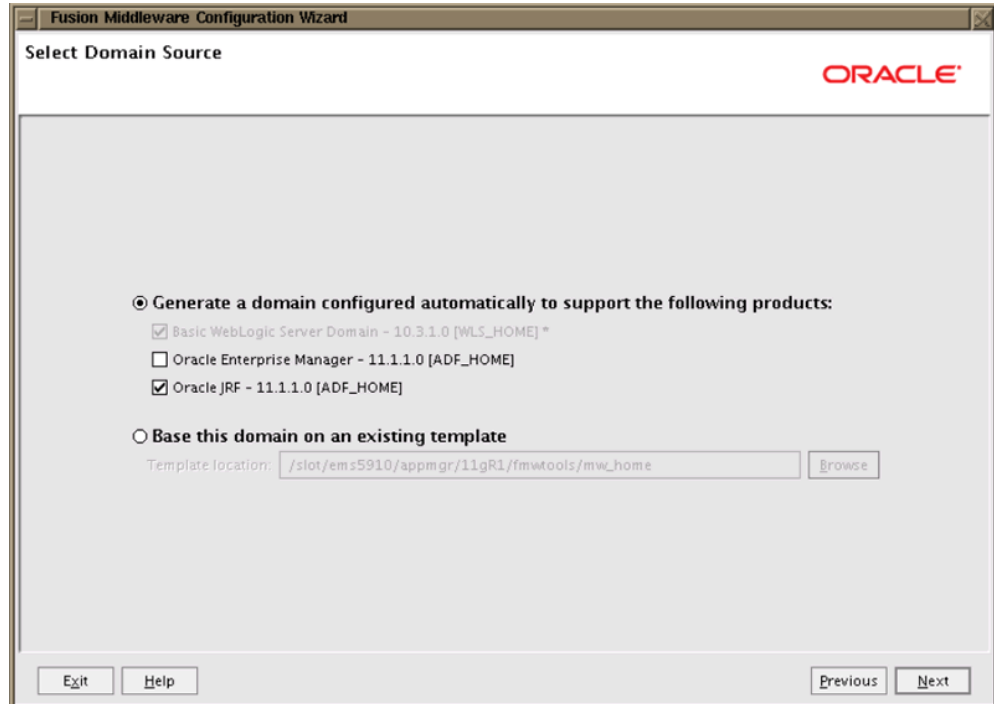 Fusion Middleware Configuration Wizard
Select Domain Source
ORACLE
Generate a domain configured automatically to support the following products:
Basic WebLogic Server Domain - 10.3.1.0 [WLS_HOME] *
Oracle Enterprise Manager - 11.1.1.0 [ADF_HOME]
Oracle JRF - 11.1.1.0 [ADF_HOME]
Base this domain on an existing template
Template location: /slot/ems5910/appmgr/11gR1/fmwtools/mw_home Browse
Exit Help Previous Next